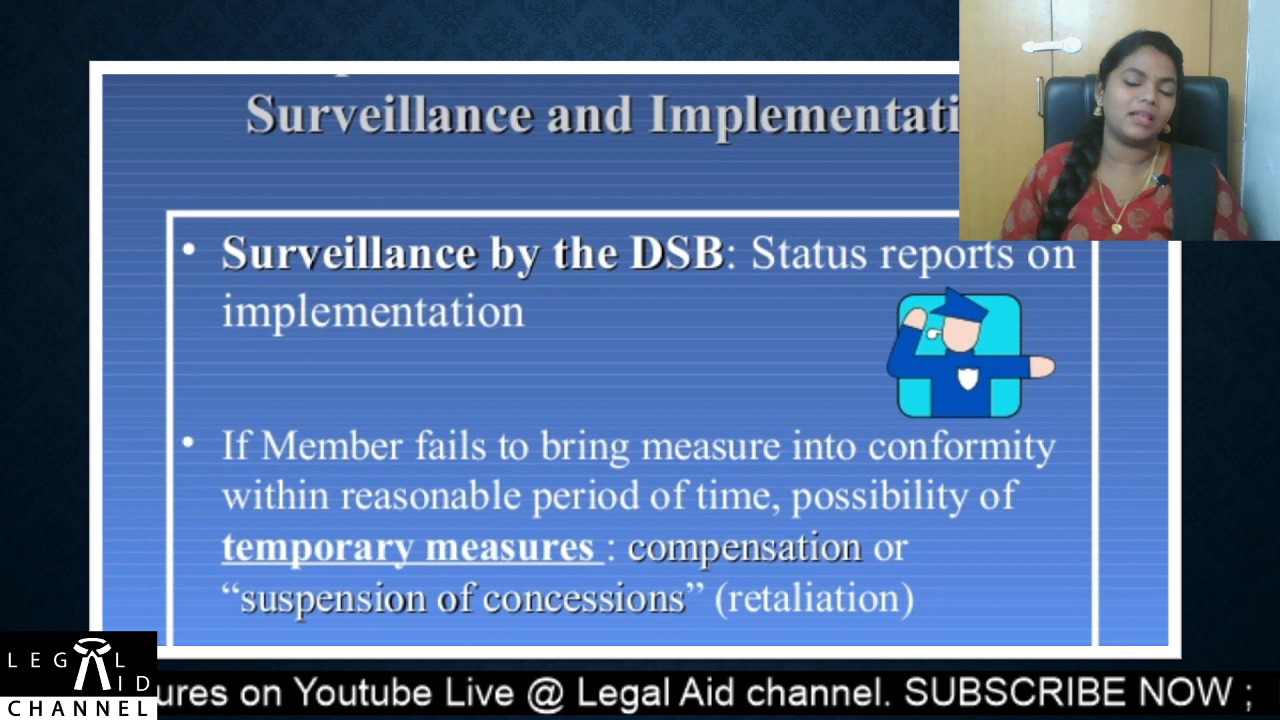 Surveillance and Implementati
• Surveillance by the DSB: Status reports on
implementation
• If Member fails to bring measure into conformity
within reasonable period of time, possibility of
temporary measures : compensation or
“suspension of concessions” (retaliation)
LEGAL
AID
CHANNEL
ures on Youtube Live @ Legal Aid channel. SUBSCRIBE NOW ;